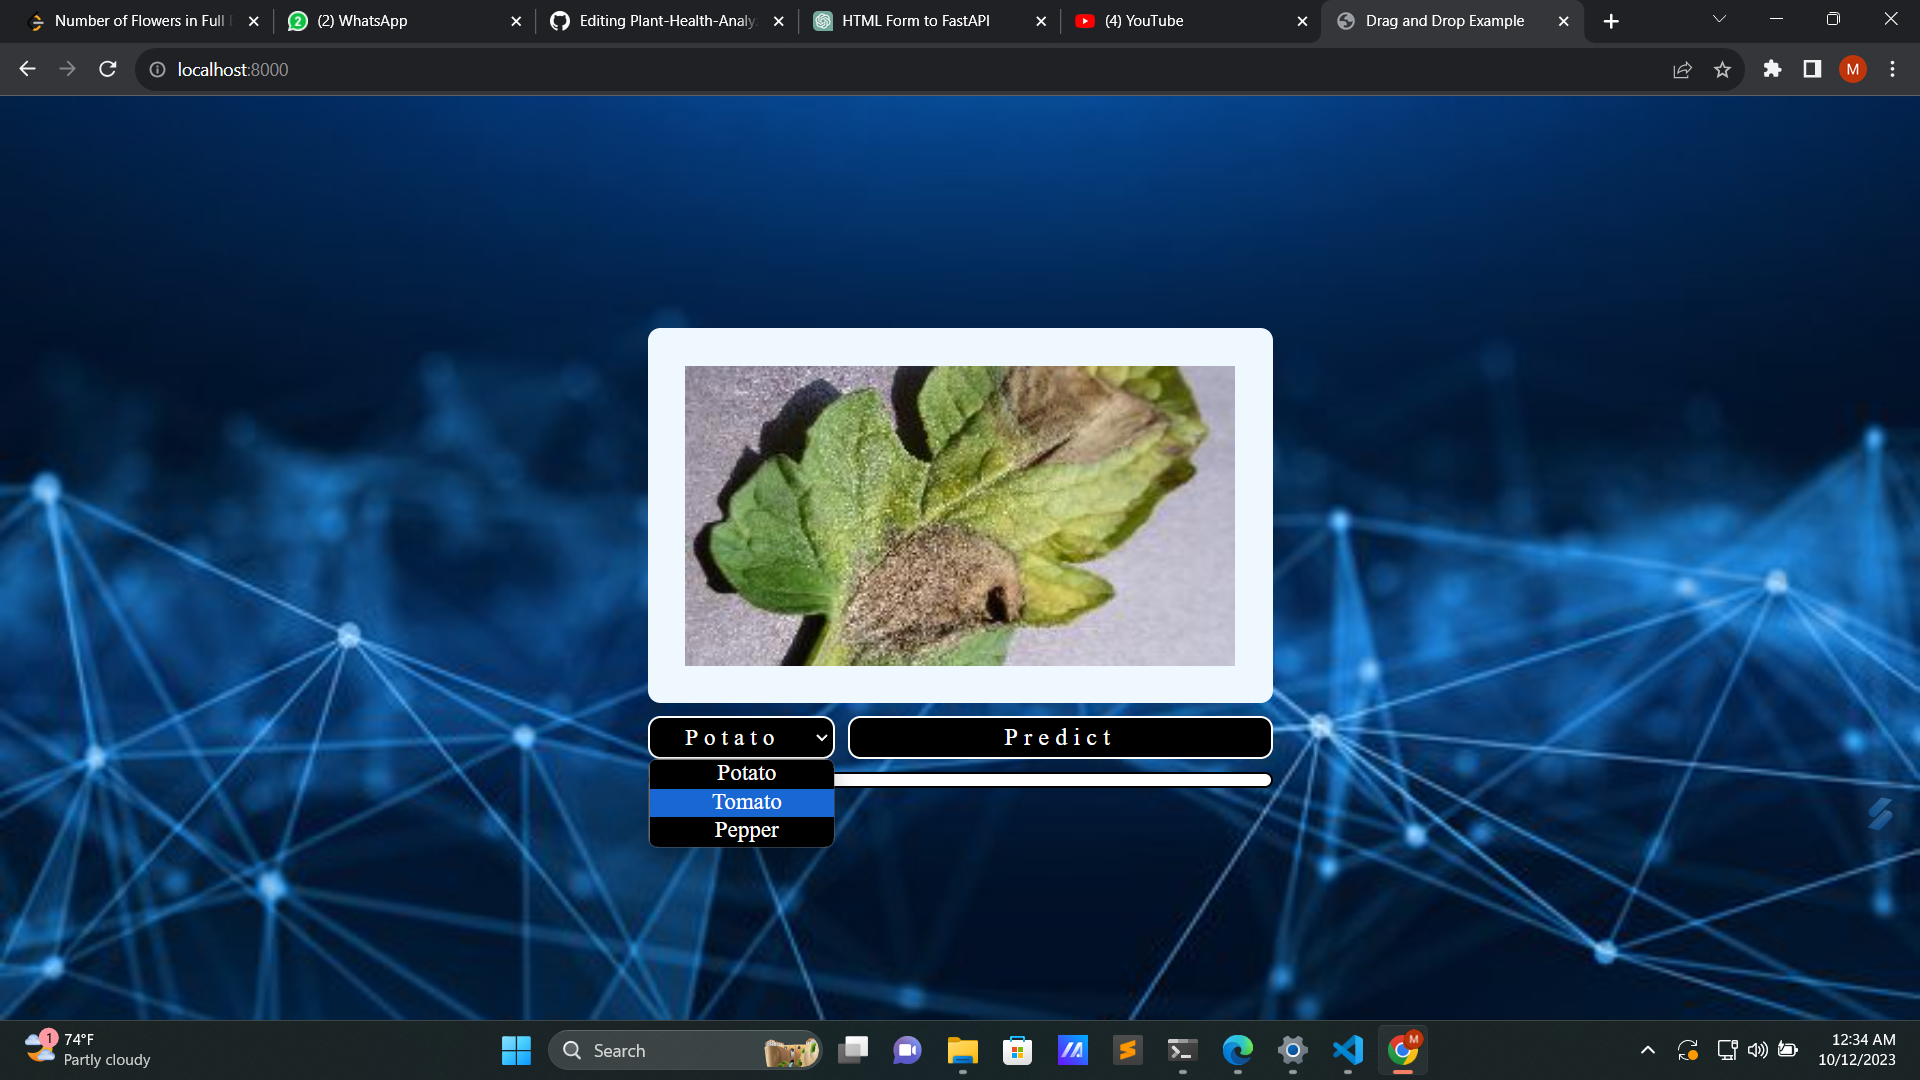 Number of Flowers in Full
(2) WhatsApp
Editing Plant-Health-Analy
HTML Form to FastAPI
(4) YouTube
Drag and Drop Example
localhost:8000
M
Potato
Predict
Potato
Tomato
Pepper
1
74°F
Partly cloudy
Search
M
12:34 AM
10/12/2023